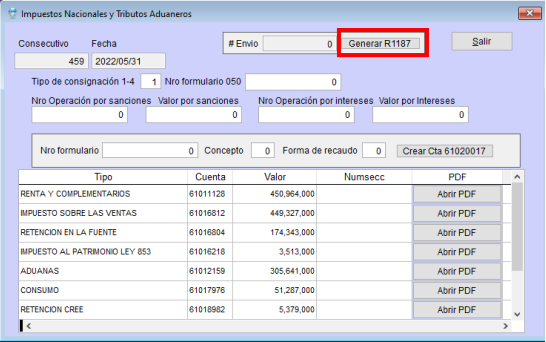 Impuestos Nacionales y Tributos Aduaneros
Consecutivo Fecha # Envio 0 Generar R1187 Salir
459 2022/05/31
Tipo de consignación 1-4 1 Nro formulario 050 0
Nro Operación por sanciones Valor por sanciones Nro Operación por intereses Valor por Intereses
0 0 0 0
Nro formulario 0 Concepto 0 Forma de recaudo 0 Crear Cta 61020017
Tipo Cuenta Valor Numsecc PDF
RENTA Y COMPLEMENTARIOS 61011128 450,964,000 Abrir PDF
IMPUESTO SOBRE LAS VENTAS 61016812 449,327,000 Abrir PDF
RETENCION EN LA FUENTE 61016804 174,343,000 Abrir PDF
IMPUESTO AL PATRIMONIO LEY 853 61016218 3,513,000 Abrir PDF
ADUANAS 61012159 305,641,000 Abrir PDF
CONSUMO 61017976 51,287,000 Abrir PDF
RETENCION CREE 61018982 5,379,000 Abrir PDF